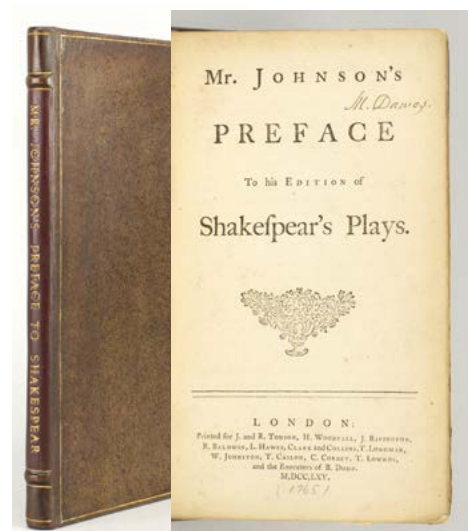 MR. JOHNSON'S PREFACE TO SHAKESPEAR
Mr. JOHNSON'S
M. Damoy.
PREFACE
To his EDITION of
Shakeſpear's Plays.
LONDON:
Printed for J. and R. TONSON, H. WOODFALL, J. RIVINGTON,
R. BALDWIN, L. HAWES, CLARK and COLLINS, T. LONGMAN,
W. JOHNSTON, T. CASLON, C. CORBET, T. LOWNDS,
and the Executors of B. DODD.
M,DCC,LXV.
(1765)